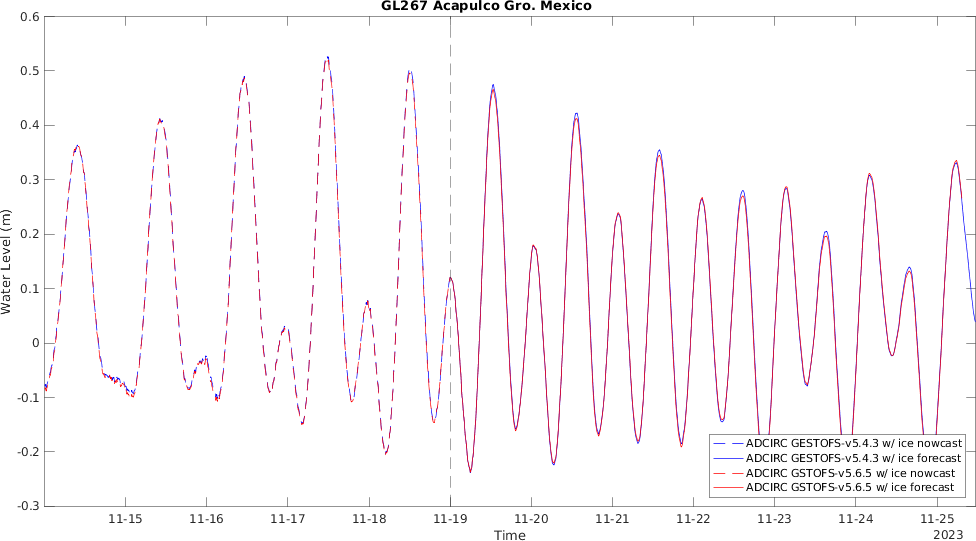 GL267 Acapulco Gro. Mexico
0.6
0.5
0.4
0.3
0.2
0.1
0
-0.1
-0.2
-0.3
Water Level (m)
ADCIRC GESTOFS-v5.4.3 w/ ice nowcast
ADCIRC GESTOFS-v5.4.3 w/ ice forecast
ADCIRC GSTOFS-v5.6.5 w/ ice nowcast
ADCIRC GSTOFS-v5.6.5 w/ ice forecast
11-15 11-16 11-17 11-18 11-19 11-20 11-21 11-22 11-23 11-24 11-25
Time 2023